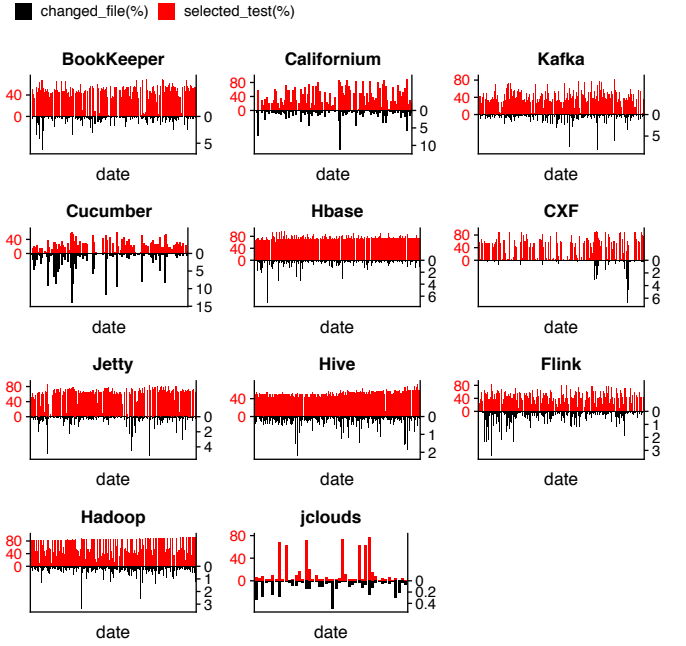 changed_file(%) selected_test(%)
BookKeeper
40
0
0
5
date
Californium
80
40
0
0
5
10
date
Kafka
80
40
0
0
5
date
Cucumber
40
0
0
5
10
15
date
Hbase
80
40
0
0
2
4
6
date
CXF
80
40
0
0
2
4
6
date
Jetty
80
40
0
0
2
4
date
Hive
40
0
0
1
2
date
Flink
80
40
0
0
1
2
3
date
Hadoop
80
40
0
0
1
2
3
date
jclouds
80
40
0
0
0.2
0.4
date